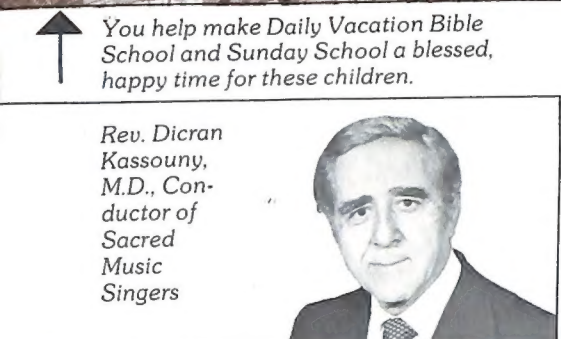 You help make Daily Vacation Bible
School and Sunday School a blessed,
happy time for these children.
Rev. Dicran
Kassouny,
M.D., Con-
ductor of
Sacred
Music
Singers